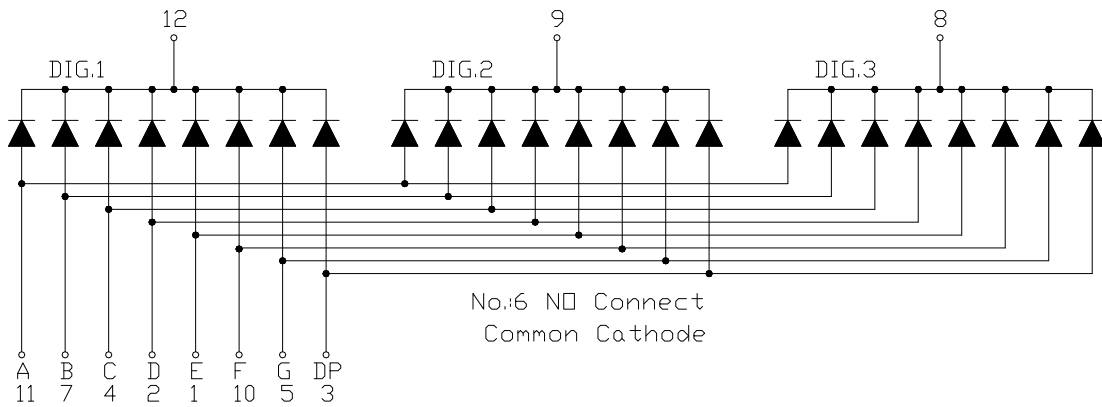 12 9 8
DIG.1 DIG.2 DIG.3
No.:6 NO Connect
Common Cathode
A B C D E F G DP
11 7 4 2 1 10 5 3